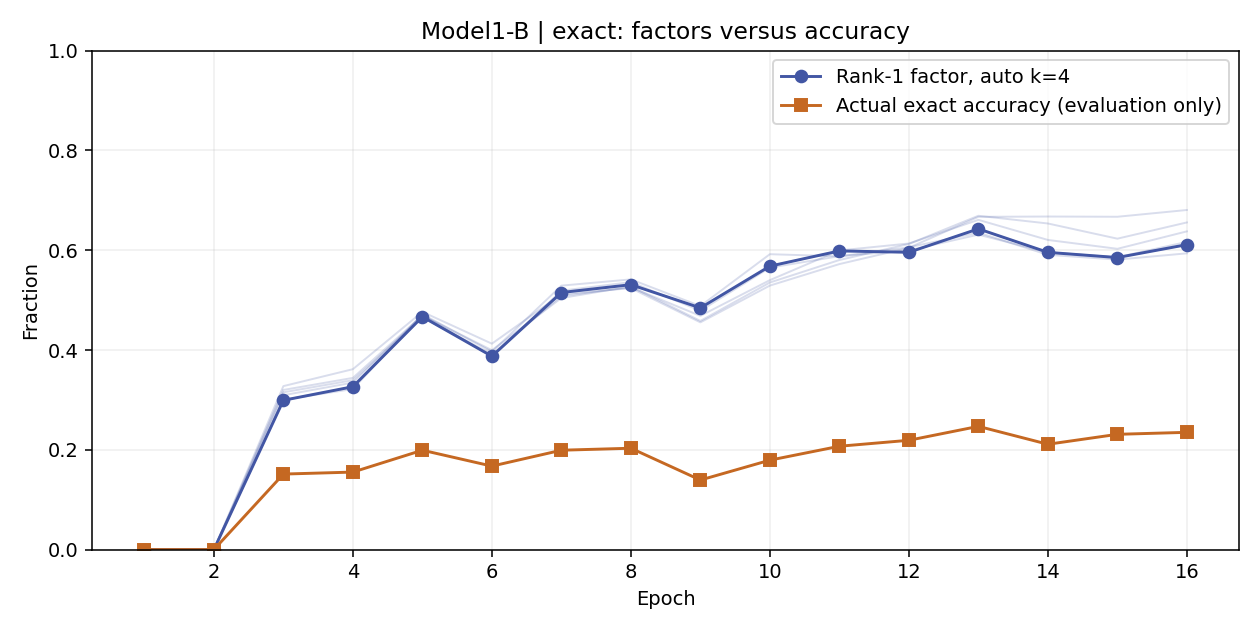 Model1-B | exact: factors versus accuracy
Rank-1 factor, auto k=4
Actual exact accuracy (evaluation only)
Fraction
1.0
0.8
0.6
0.4
0.2
0.0
2 4 6 8 10 12 14 16
Epoch